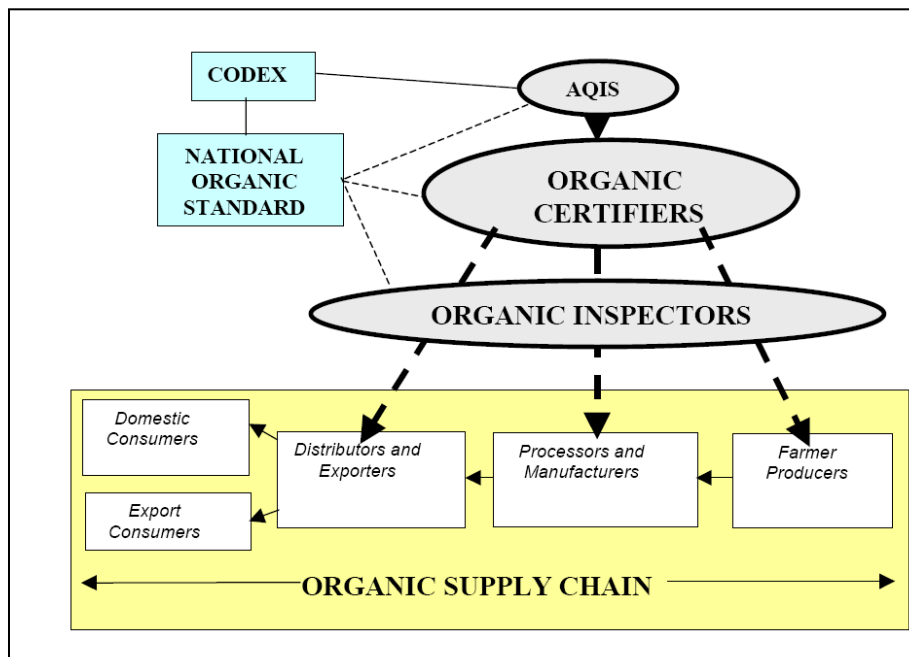 CODEX
AQIS
NATIONAL
ORGANIC
STANDARD
ORGANIC
CERTIFIERS
ORGANIC INSPECTORS
Domestic
Consumers
Distributors and
Exporters
Processors and
Manufacturers
Farmer
Producers
Export
Consumers
ORGANIC SUPPLY CHAIN